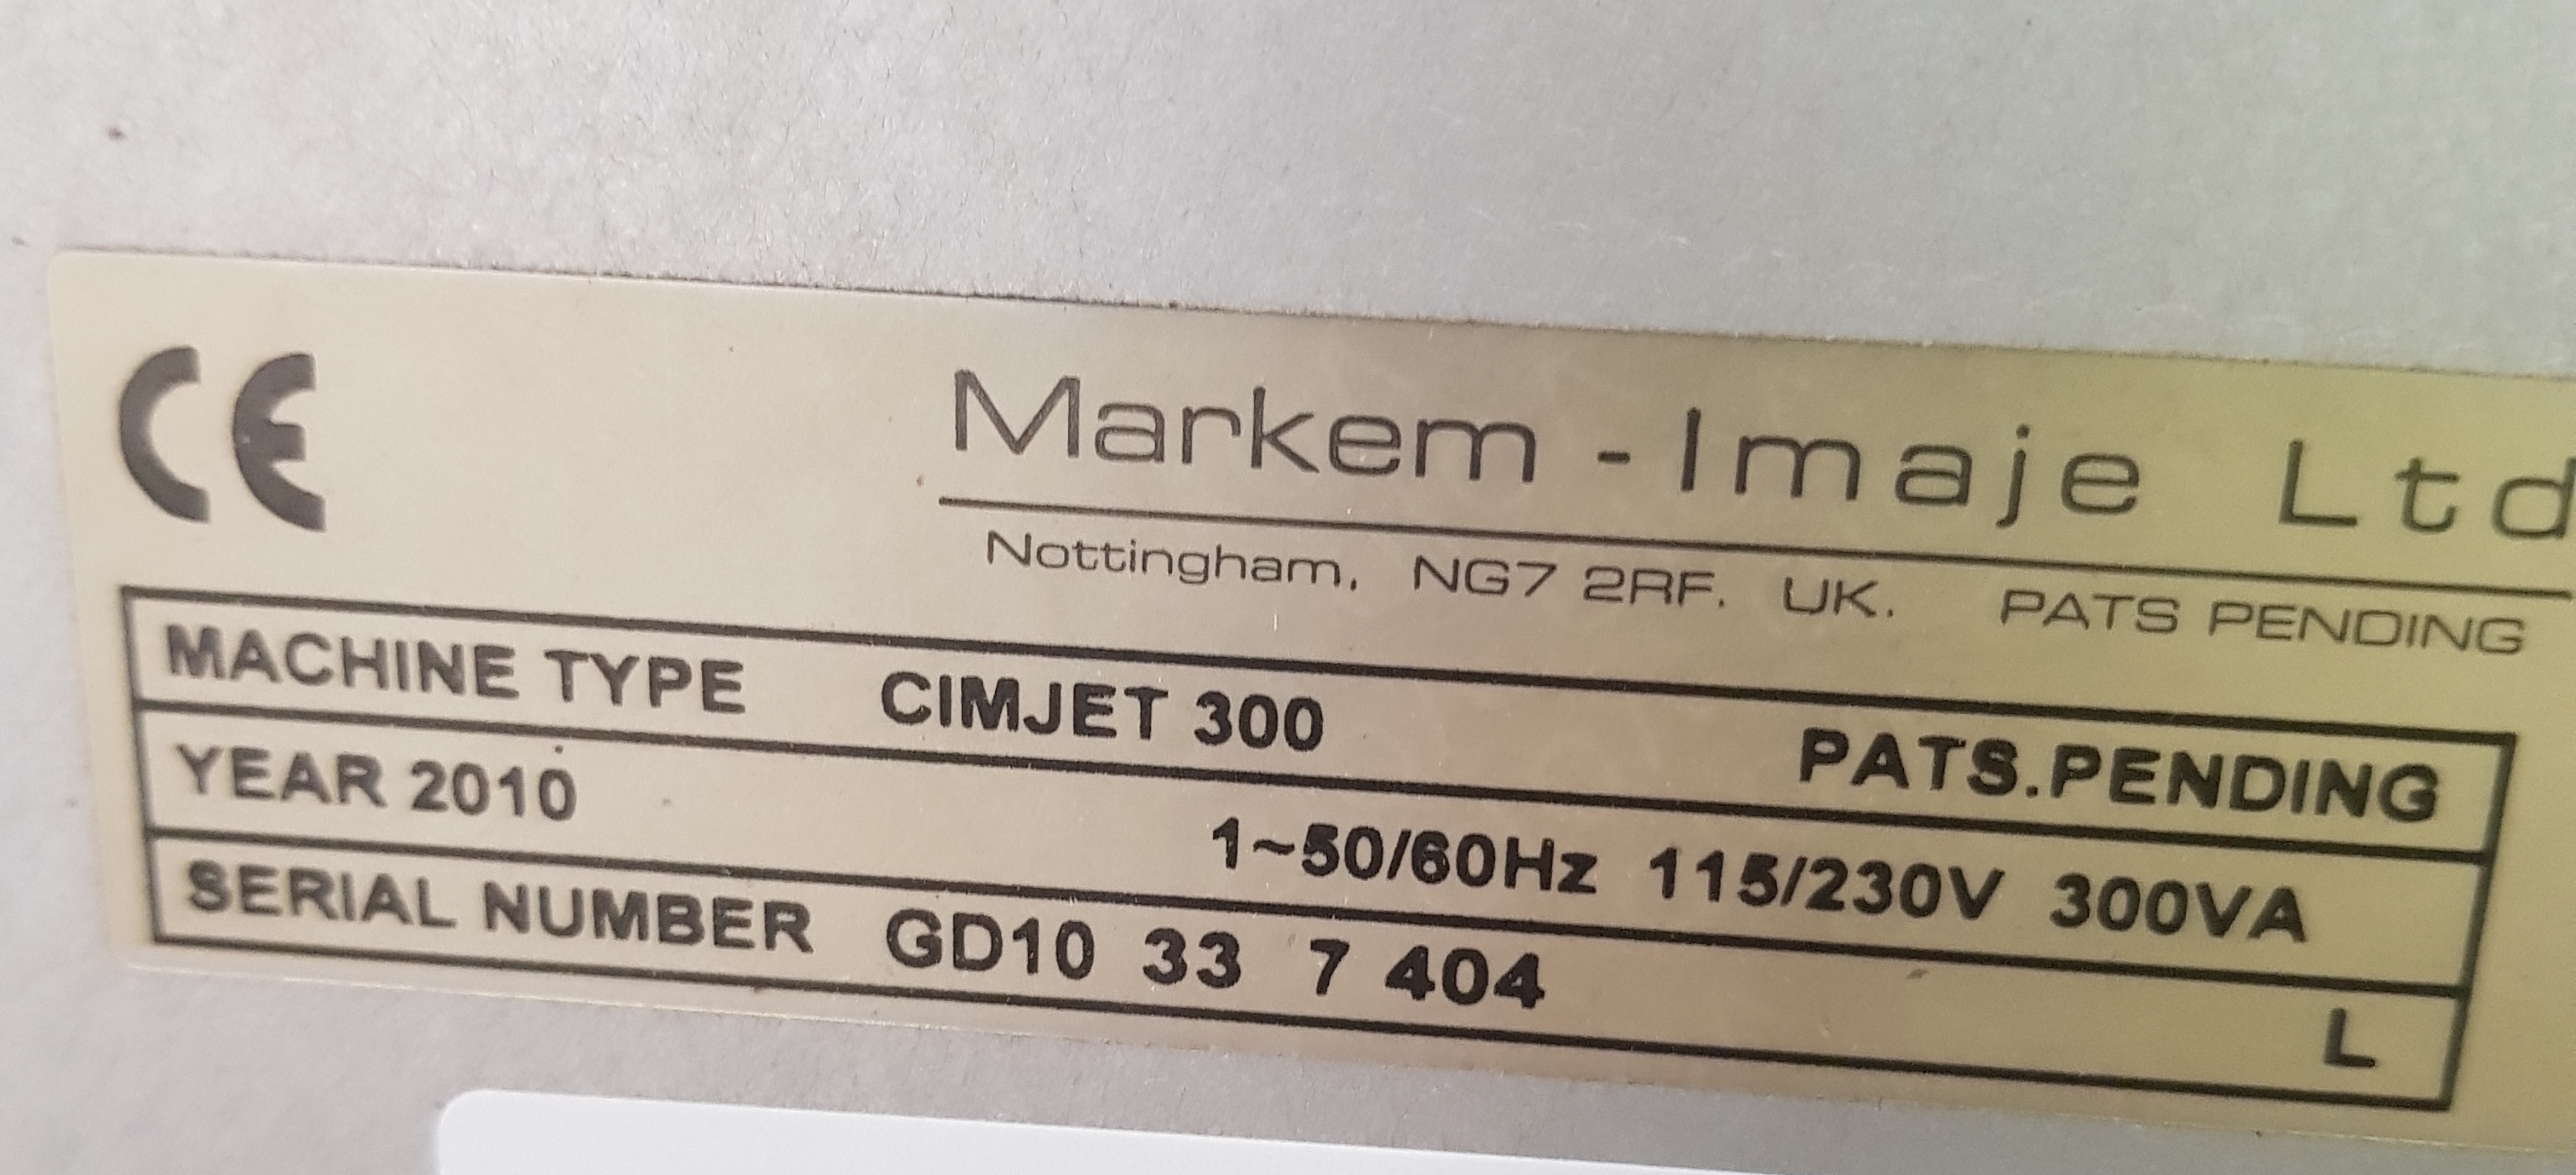 CE
Markem - Imaje Ltd
Nottingham, NG7 2RF. UK. PATS PENDING
MACHINE TYPE CIMJET 300 PATS.PENDING
YEAR 2010 1~50/60Hz 115/230V 300VA
SERIAL NUMBER GD10 33 7 404 L